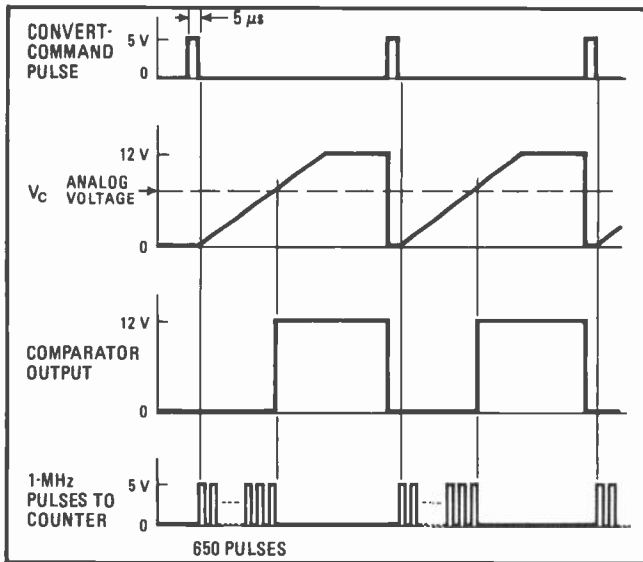 CONVERT-
COMMAND
PULSE
5 µs
5 V
0
12 V
VC ANALOG
VOLTAGE
0
12 V
COMPARATOR
OUTPUT
0
1-MHz
PULSES TO
COUNTER
5 V
0
650 PULSES